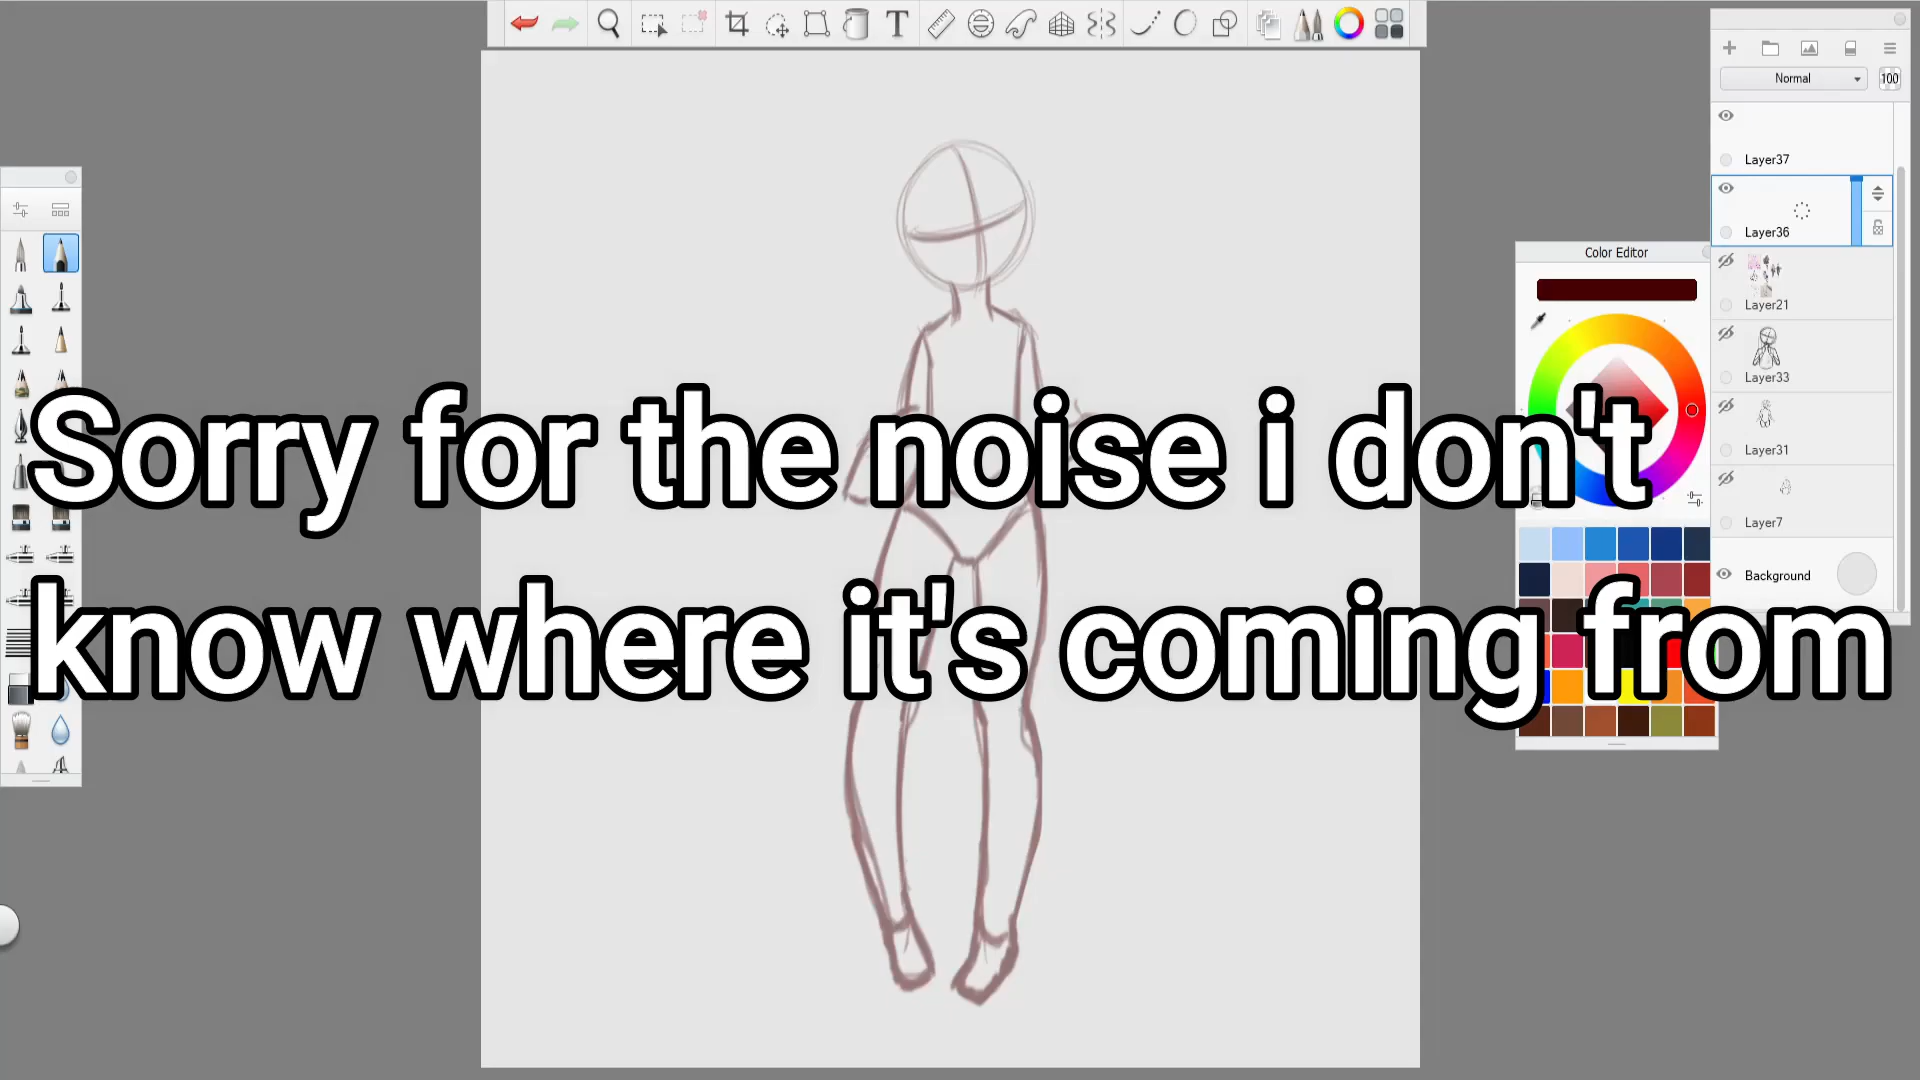 Normal
100
Layer37
Layer36
Color Editor
Layer21
Layer33
Sorry for the noise i don't
Layer31
Layer7
Background
know where it's coming from